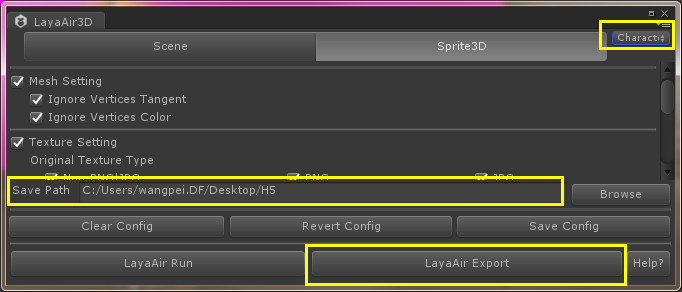 LayaAir3D
Scene
Sprite3D
Charact
Mesh Setting
Ignore Vertices Tangent
Ignore Vertices Color
Texture Setting
Original Texture Type
Save Path C:/Users/wangpei.DF/Desktop/H5
Browse
Clear Config
Revert Config
Save Config
LayaAir Run
LayaAir Export
Help?